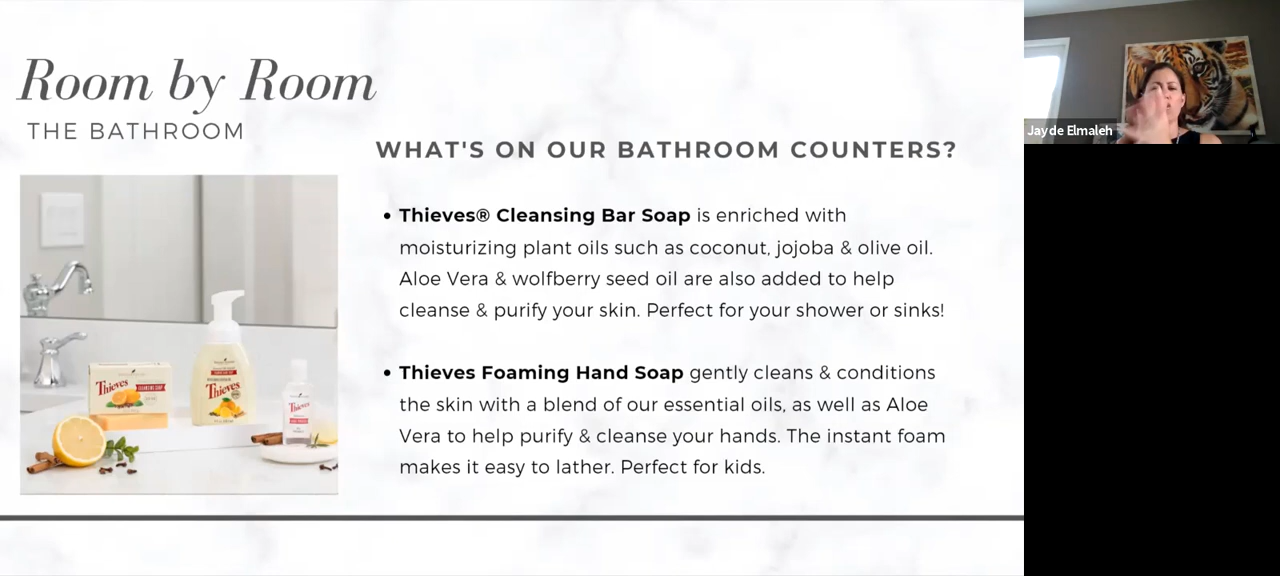 Room by Room
THE BATHROOM
WHAT'S ON OUR BATHROOM COUNTERS?
• Thieves® Cleansing Bar Soap is enriched with
moisturizing plant oils such as coconut, jojoba & olive oil.
Aloe Vera & wolfberry seed oil are also added to help
cleanse & purify your skin. Perfect for your shower or sinks!
• Thieves Foaming Hand Soap gently cleans & conditions
the skin with a blend of our essential oils, as well as Aloe
Vera to help purify & cleanse your hands. The instant foam
makes it easy to lather. Perfect for kids.
Thieves
CLEANSING SOAP
Thieves
Thieves
Jayde Elmaleh